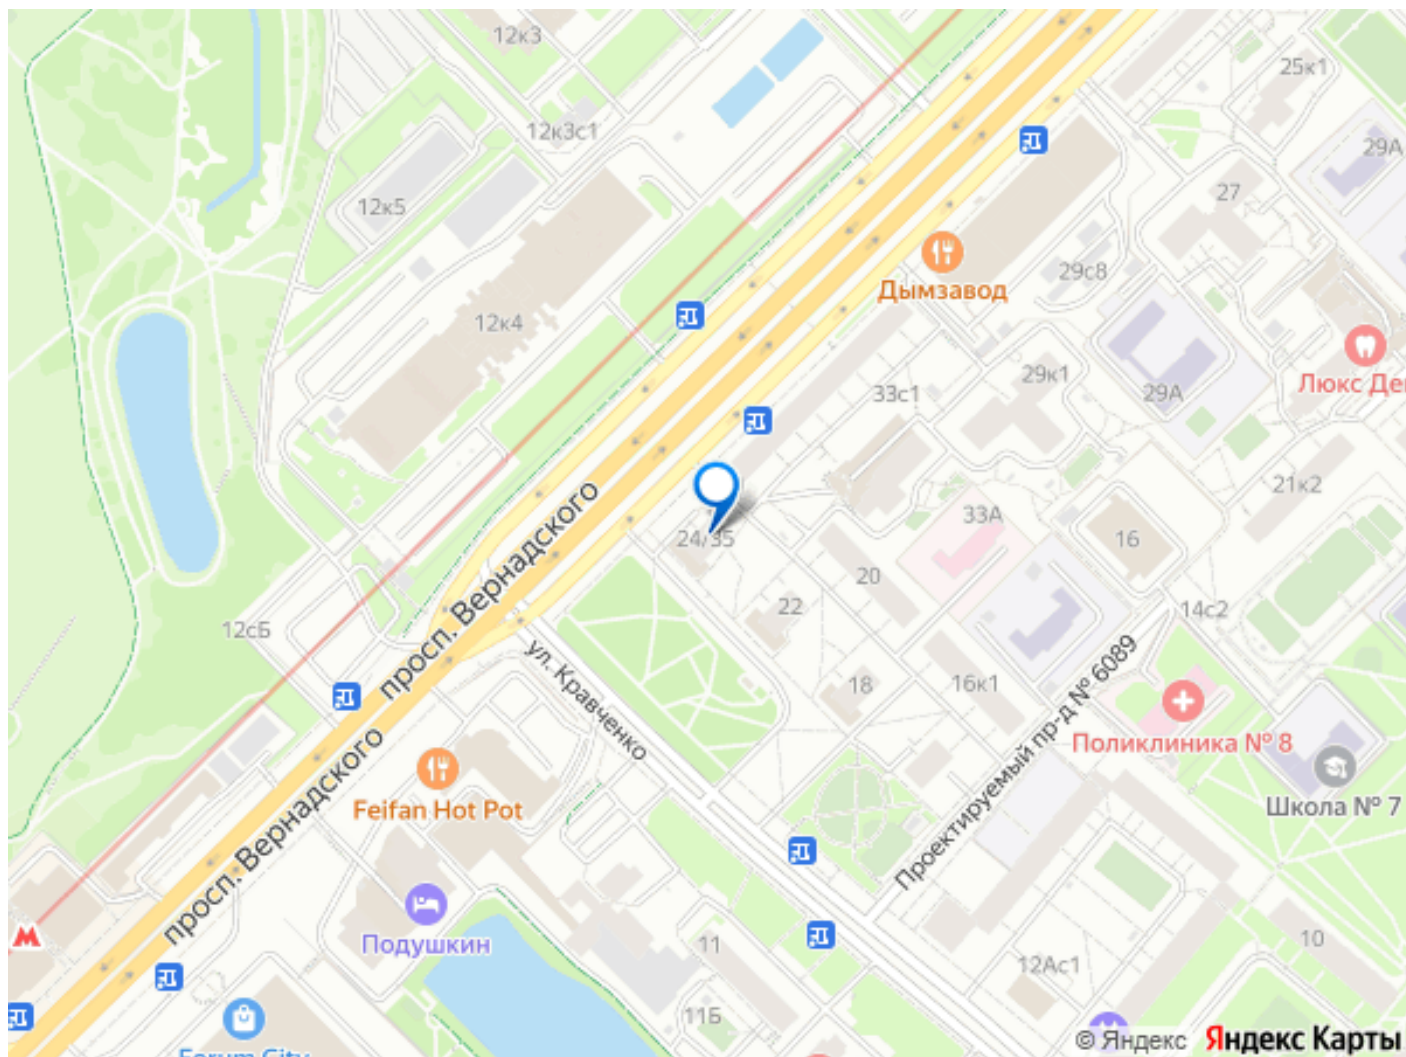 12к3
25к1
12к3с1
29А
12к5
27
29с8
Дымзавод
12к4
29к1
33с1
29А
Люкс Де
21к2
24/35
33А
16
20
22
14с2
12сБ
просп. Вернадского
ул. Кравченко
18
16к1
Проектируемый пр-д № 6089
Поликлиника № 8
просп. Вернадского
Feifan Hot Pot
Школа № 7
Подушкин
11
10
12Ас1
11Б
Forum City
© Яндекс Яндекс Карты